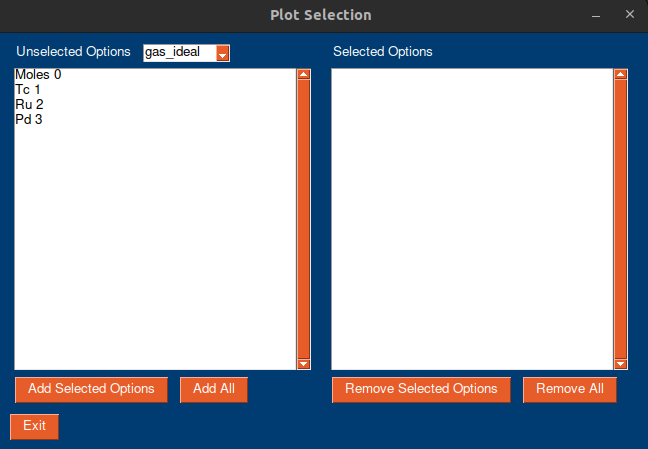 Plot Selection
Unselected Options gas_ideal Selected Options
Moles 0
Tc 1
Ru 2
Pd 3
Add Selected Options Add All Remove Selected Options Remove All
Exit